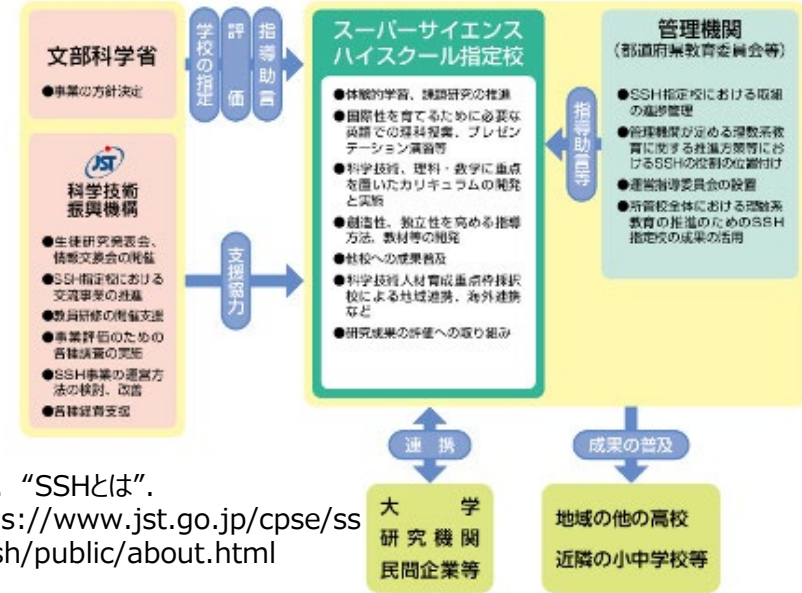 文部科学省
●事業の方針決定
JST
科学技術
振興機構
●生徒研究発表会、
情報交換会の開催
●SSH指定校における
交流事業の推進
●教員研修の開催支援
●事業評価のための
各種調査の実施
●SSH事業の運営方
法の検討、改善
●各種経費支援
学校の指定
評価
指導助言
支援協力
スーパーサイエンス
ハイスクール指定校
●体験的学習、課題研究の推進
●国際性を育てるために必要な
英語での理科授業、プレゼン
テーション演習等
●科学技術、理科・数学に重点
を置いたカリキュラムの開発
と実施
●創造性、独立性を高める指導
方法、教材等の開発
●他校への成果普及
●科学技術人材育成重点枠採択
校による地域連携、海外連携
など
●研究成果の評価への取り組み
指導助言等
管理機関
(都道府県教育委員会等)
●SSH指定校における取組
の進捗管理
●管理機関が定める理数系教
育に関する推進方策等にお
けるSSHの役割の位置付け
●運営指導委員会の設置
●所管校全体における理数系
教育の推進のためのSSH
指定校の成果の活用
連携
成果の普及
大学
研究機関
民間企業等
地域の他の高校
近隣の小中学校等
. “SSHとは”.
s://www.jst.go.jp/cpse/ss
sh/public/about.html